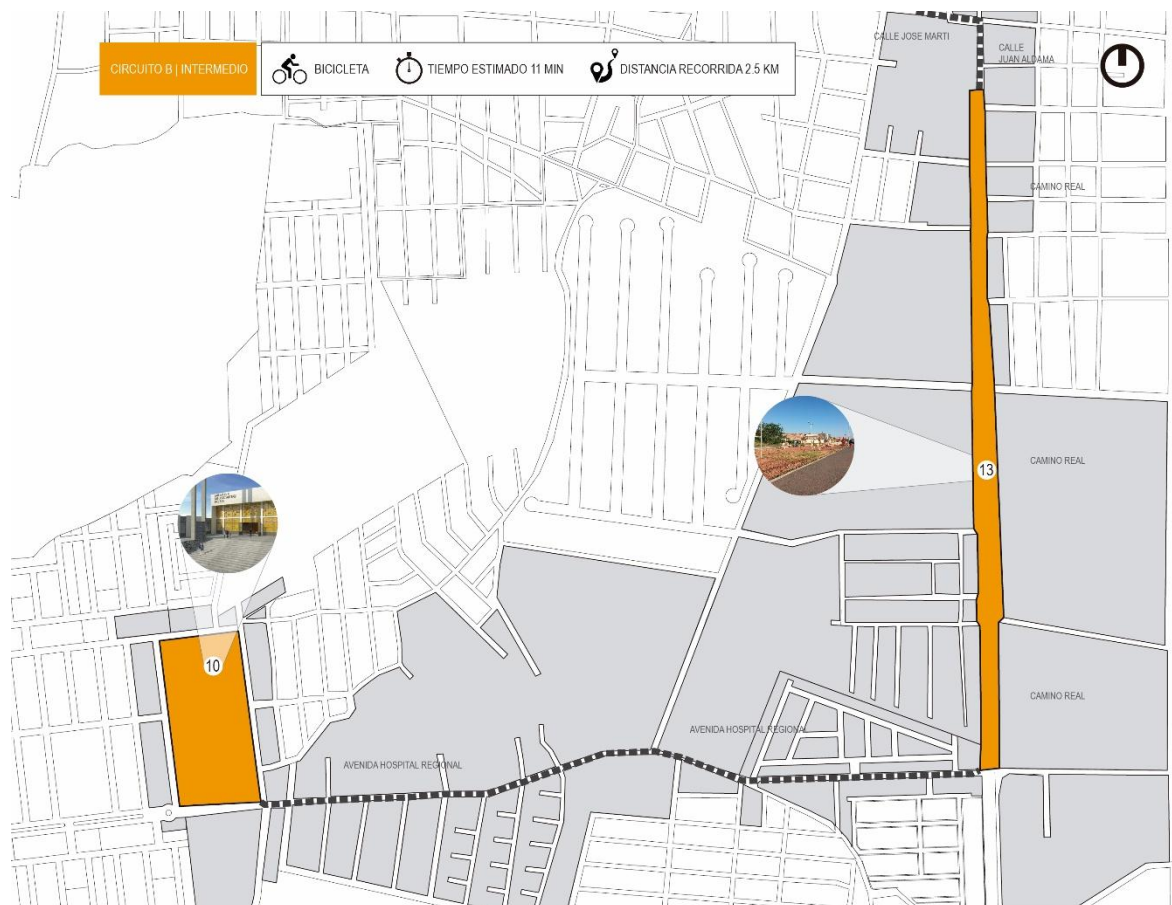 CIRCUITO B | INTERMEDIO
BICICLETA
TIEMPO ESTIMADO 11 MIN
DISTANCIA RECORRIDA 2.5 KM
CALLE JOSE MARTI
CALLE
JUAN ALDAMA
CAMINO REAL
CAMINO REAL
13
10
CAMINO REAL
AVENIDA HOSPITAL REGIONAL
AVENIDA HOSPITAL REGIONAL